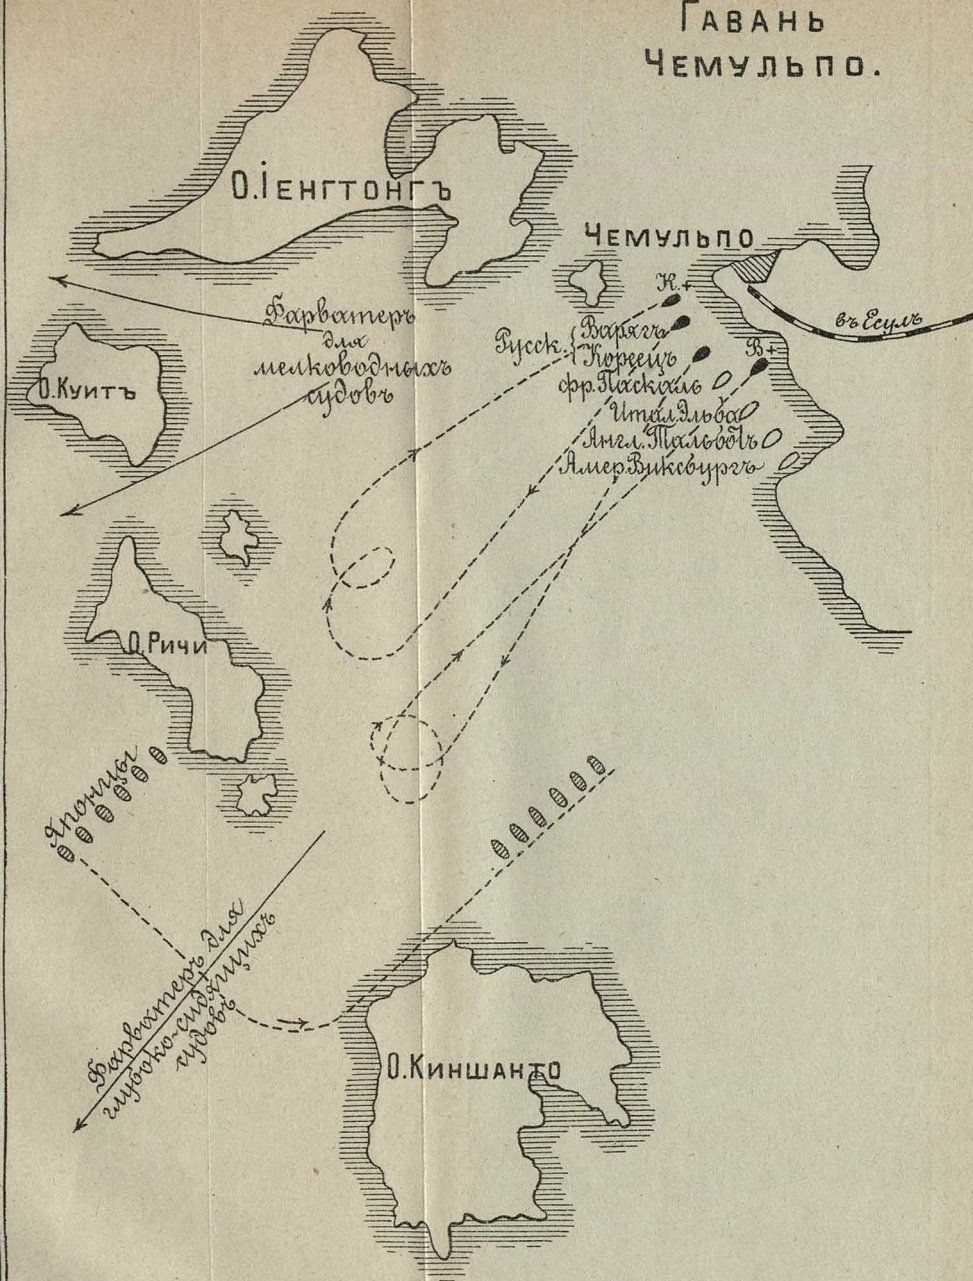 Гавань
Чемульпо.
О.Іенгтонгъ
Чемульпо
К.+
въ Есулъ
Фарватеръ
для
мелководныхъ
судовъ
Русск.
Варягъ
Кореецъ
В+
О.Куитъ
фр.Паскаль
Итал.Эльба
Англ.Тальботъ
Амер.Виксбургъ
О.Ричи
Японцы
Фарватеръ для
глубоко-сидящихъ
судовъ
О.Киншанто